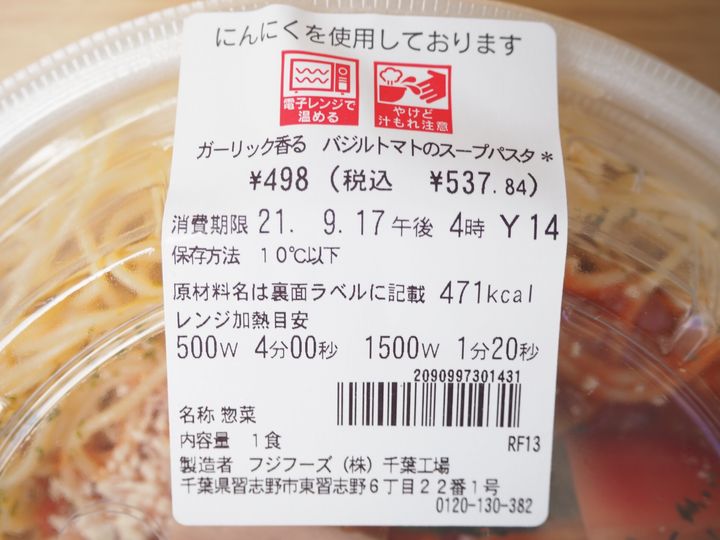 にんにくを使用しております
電子レンジで
温める
やけど
汁もれ注意
ガーリック香る　バジルトマトのスープパスタ*
¥498（税込　¥537.84）
消費期限 21. 9.17午後 4時 Y14
保存方法　10℃以下
原材料名は裏面ラベルに記載 471kcal
レンジ加熱目安
500W 4分00秒　1500W 1分20秒
2090997301431
名称 惣菜
内容量　1食
RF13
製造者　フジフーズ（株）千葉工場
千葉県習志野市東習志野6丁目22番1号
0120-130-382